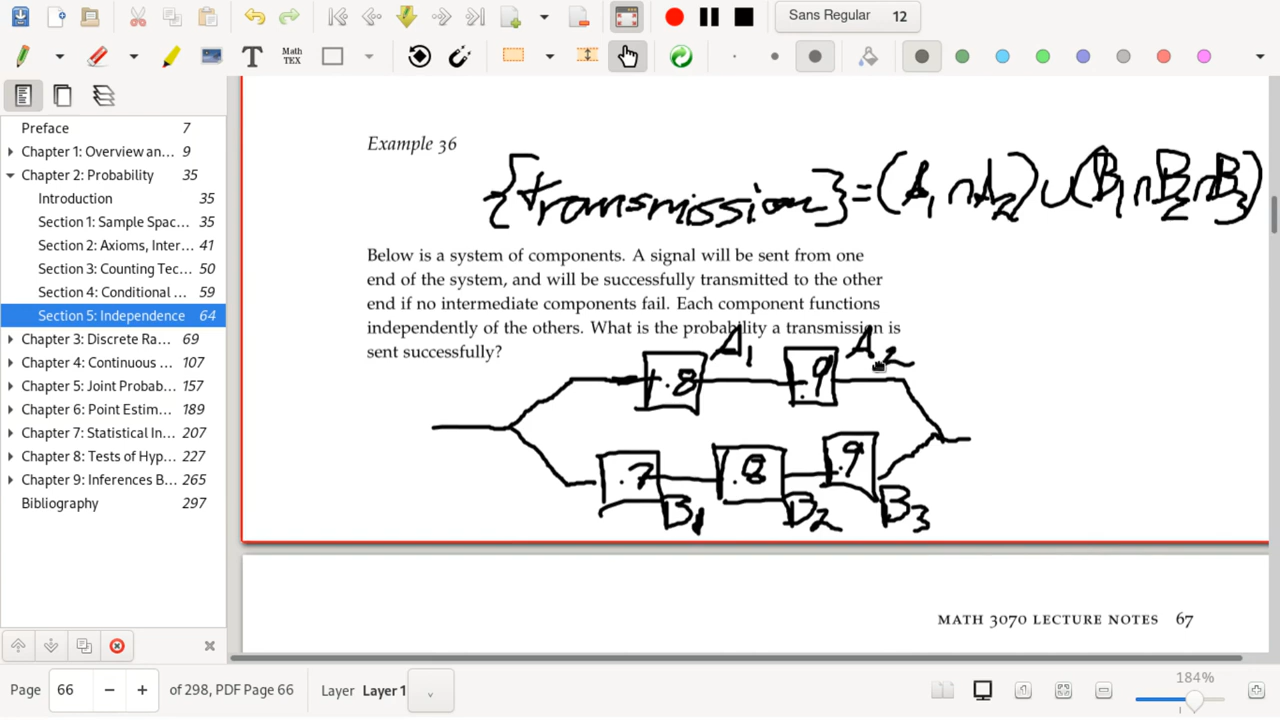 Sans Regular 12
T Math TEX
Preface 7
Chapter 1: Overview an... 9
Chapter 2: Probability 35
Introduction 35
Section 1: Sample Spac... 35
Section 2: Axioms, Inter... 41
Section 3: Counting Tec... 50
Section 4: Conditional ... 59
Section 5: Independence 64
Chapter 3: Discrete Ra... 69
Chapter 4: Continuous ... 107
Chapter 5: Joint Probab... 157
Chapter 6: Point Estim... 189
Chapter 7: Statistical In... 207
Chapter 8: Tests of Hyp... 227
Chapter 9: Inferences B... 265
Bibliography 297
Example 36
{transmission}=(A₁∩A₂)∪(B₁∩B₂∩B₃)
Below is a system of components. A signal will be sent from one
end of the system, and will be successfully transmitted to the other
end if no intermediate components fail. Each component functions
independently of the others. What is the probability a transmission is
sent successfully?
A₁ A₂
.8 .9
.7 .8 .9
B₁ B₂ B₃
MATH 3070 LECTURE NOTES 67
Page 66 of 298, PDF Page 66 Layer Layer 1
184%